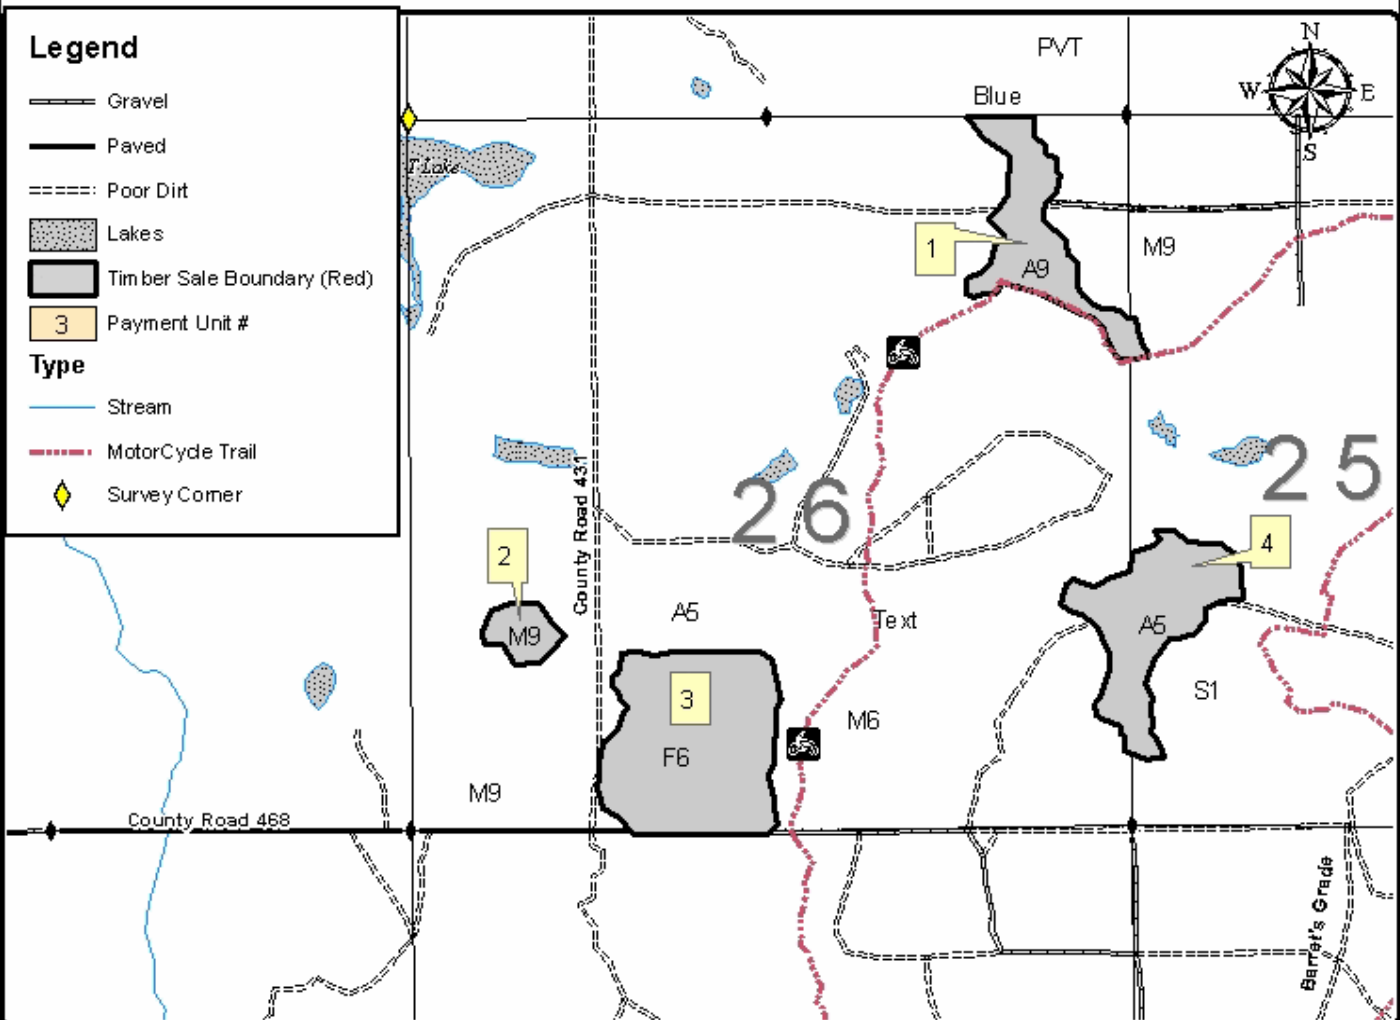 Legend
Gravel
Paved
Poor Dirt
Lakes
Timber Sale Boundary (Red)
3 Payment Unit #
Type
Stream
MotorCycle Trail
Survey Corner
PVT
Blue
N
W E
S
T Lake
1
A9
M9
26
25
County Road 431
2
M9
A5
Text
4
A5
3
F6
M6
S1
M9
County Road 468
Barret's Grade